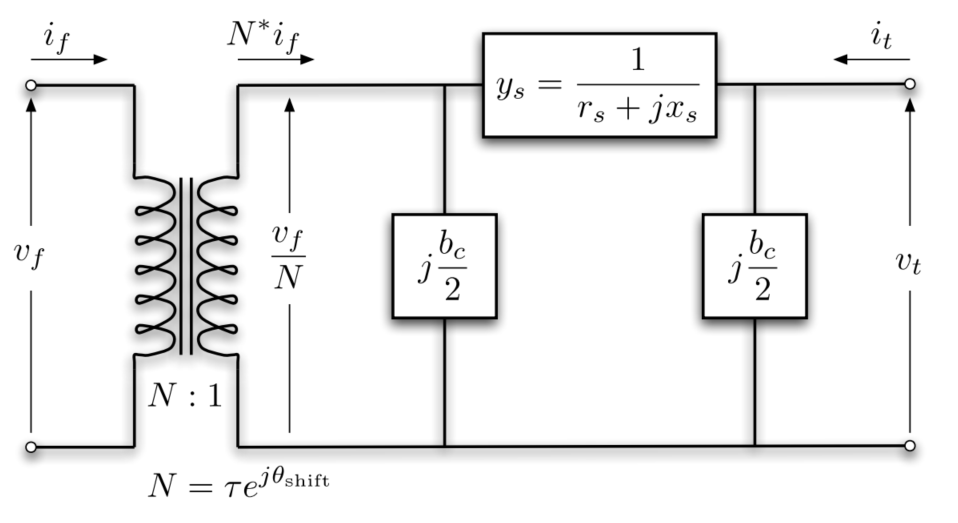 i_f
N^* i_f
y_s = \frac{1}{r_s + jx_s}
i_t
v_f
\frac{v_f}{N}
j\frac{b_c}{2}
j\frac{b_c}{2}
v_t
N : 1
N = \tau e^{j\theta_{\text{shift}}}